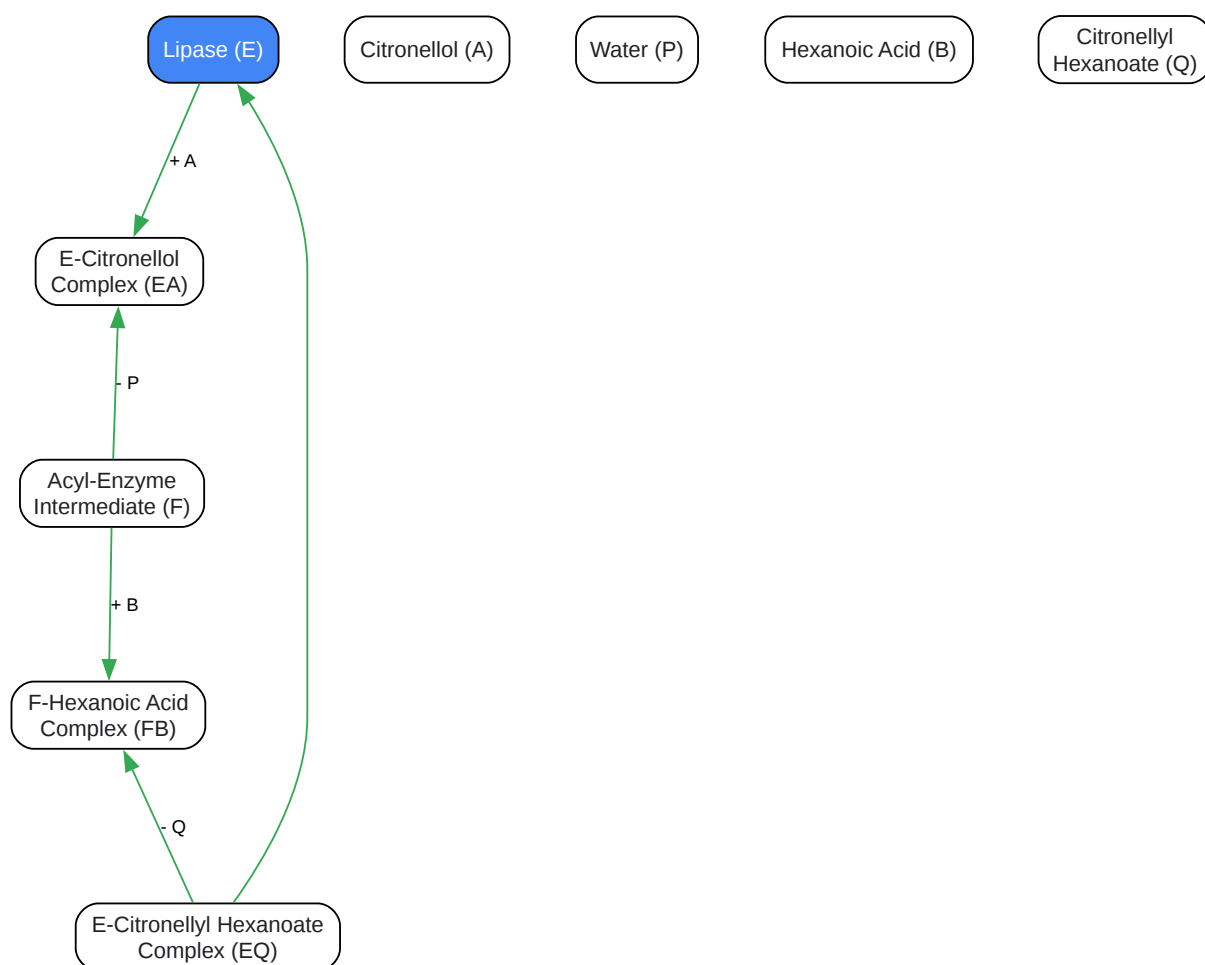 Lipase (E)
Citronellol (A)
Water (P)
Hexanoic Acid (B)
Citronellyl
Hexanoate (Q)
+ A
E-Citronellol
Complex (EA)
- P
Acyl-Enzyme
Intermediate (F)
+ B
F-Hexanoic Acid
Complex (FB)
- Q
E-Citronellyl Hexanoate
Complex (EQ)